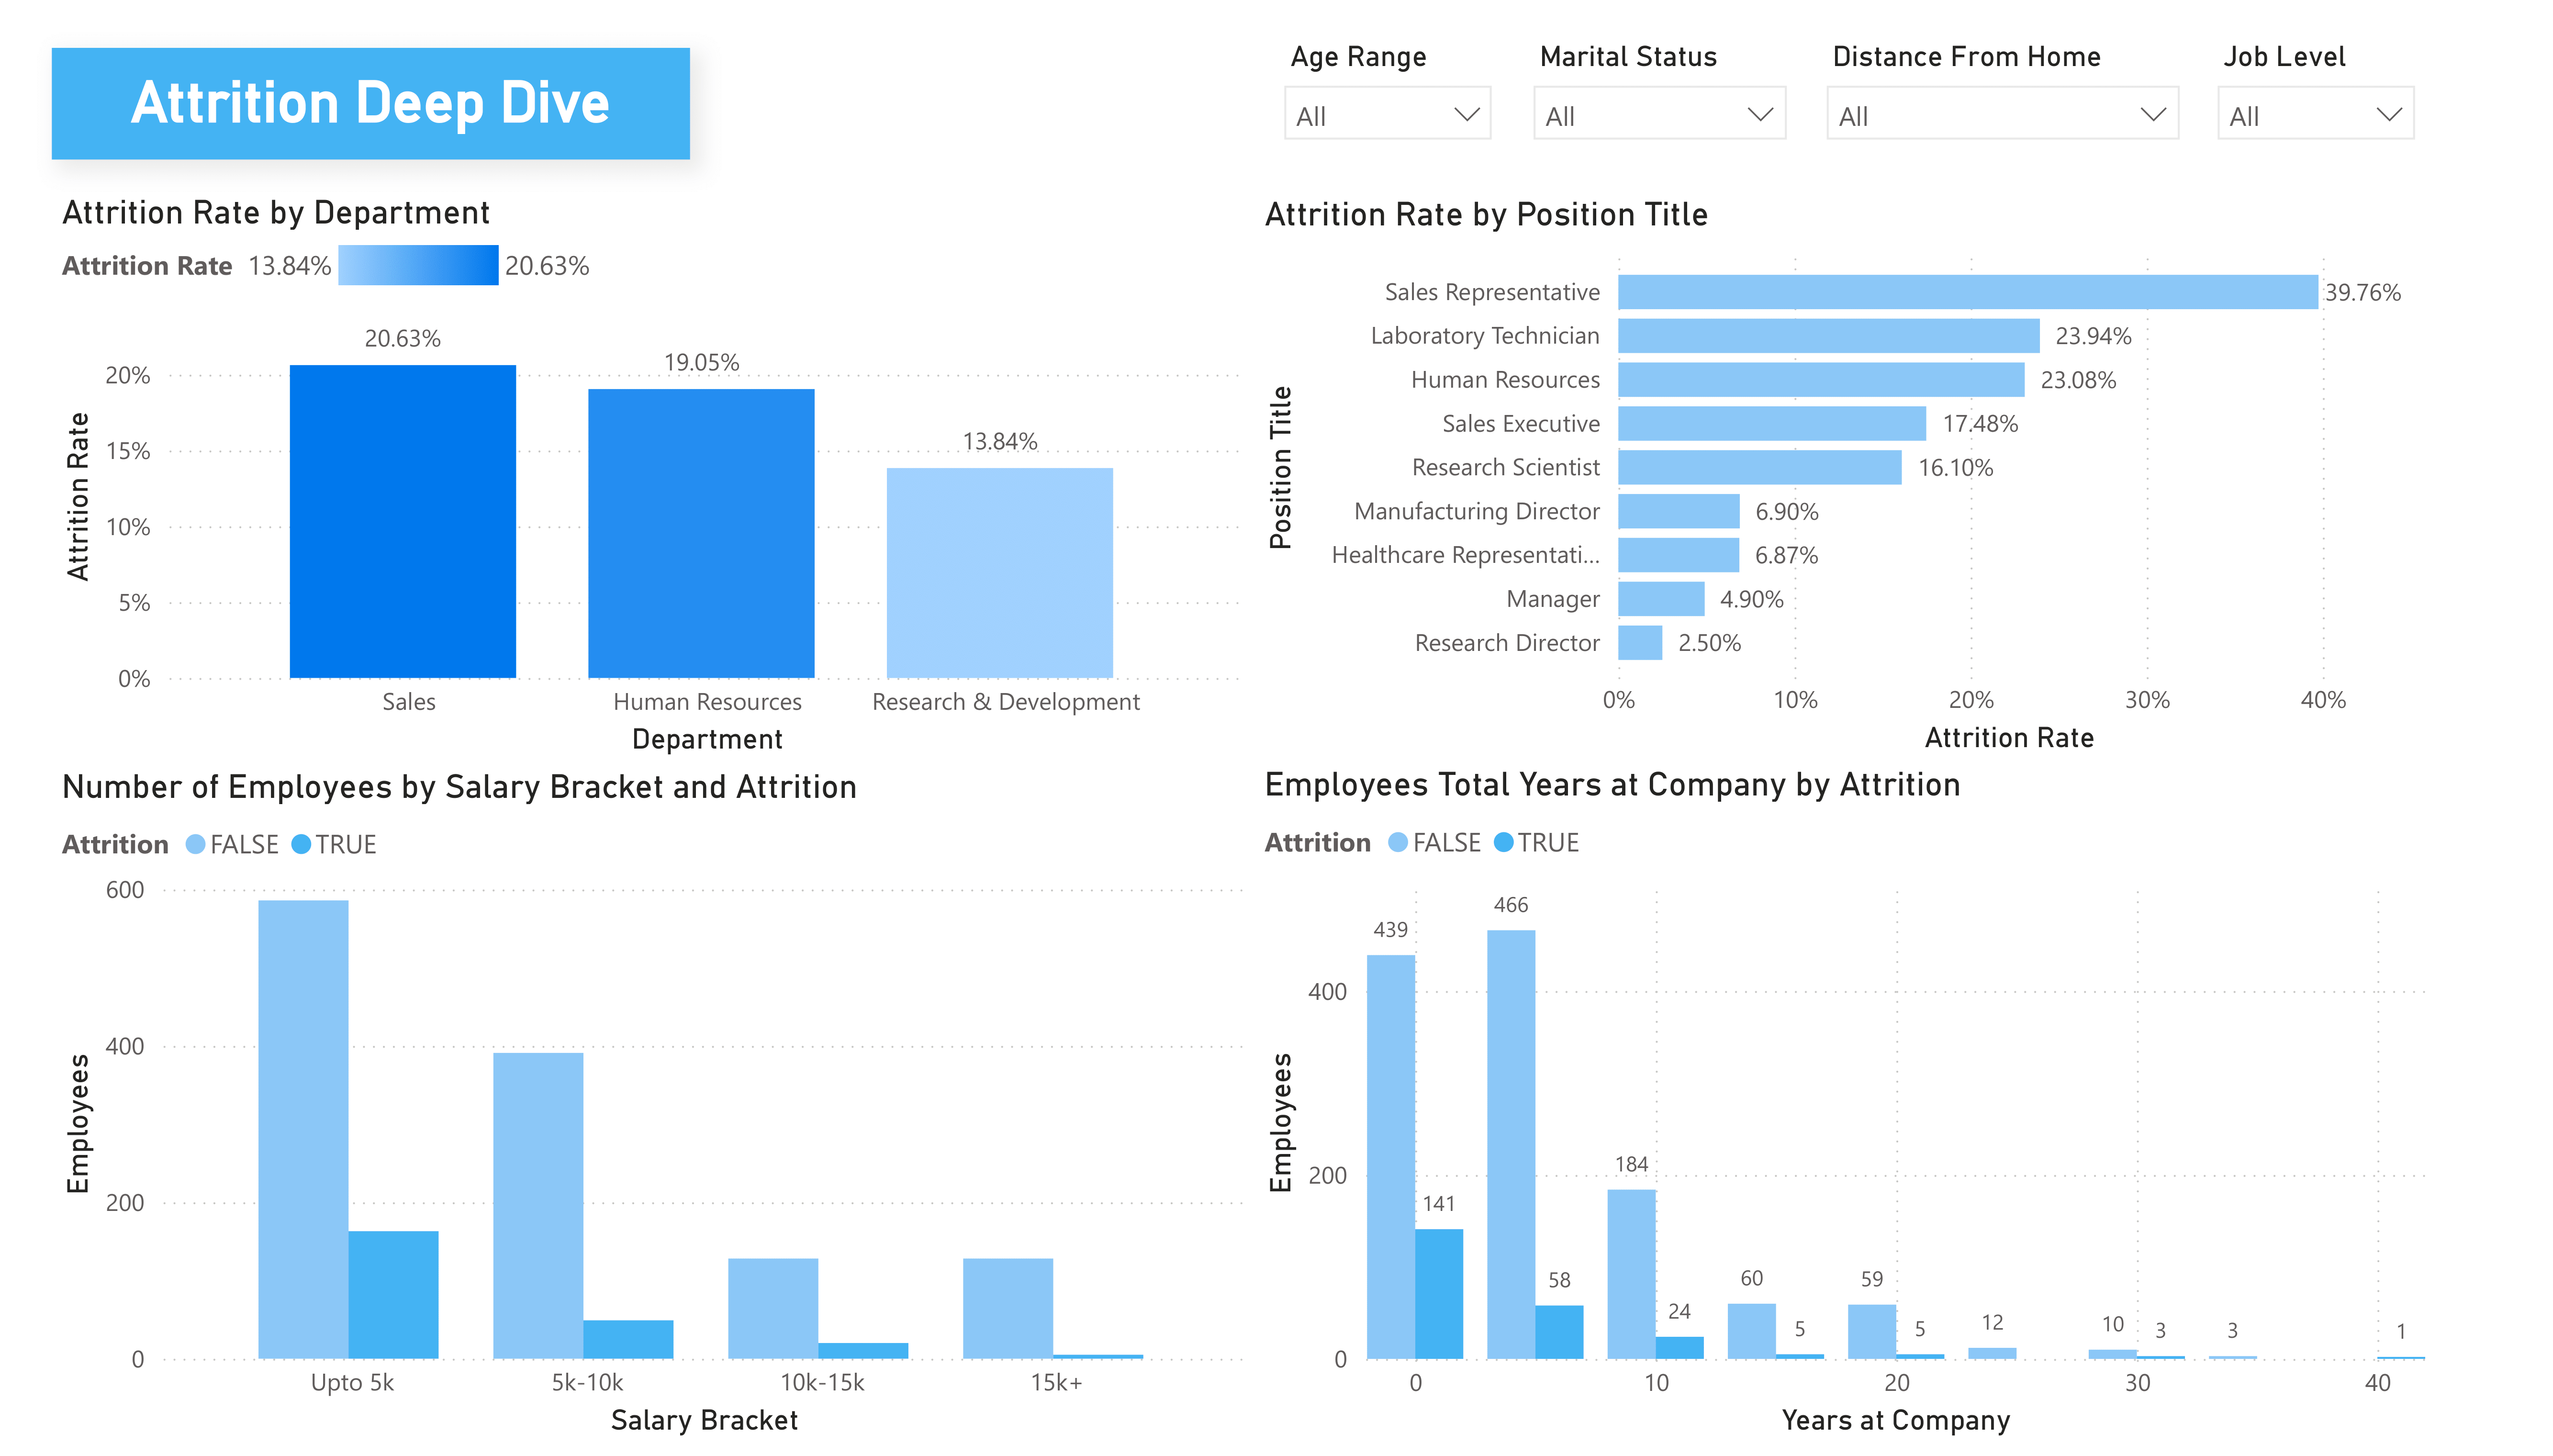 Attrition Deep Dive
Age Range
Marital Status
Distance From Home
Job Level
All
All
All
All
Attrition Rate by Department
Attrition Rate 13.84% 20.63%
Attrition Rate
20%
15%
10%
5%
0%
20.63%
19.05%
13.84%
Sales
Human Resources
Research & Development
Department
Attrition Rate by Position Title
Position Title
Sales Representative 39.76%
Laboratory Technician 23.94%
Human Resources 23.08%
Sales Executive 17.48%
Research Scientist 16.10%
Manufacturing Director 6.90%
Healthcare Representati... 6.87%
Manager 4.90%
Research Director 2.50%
0% 10% 20% 30% 40%
Attrition Rate
Number of Employees by Salary Bracket and Attrition
Attrition FALSE TRUE
Employees
600
400
200
0
Upto 5k 5k-10k 10k-15k 15k+
Salary Bracket
Employees Total Years at Company by Attrition
Attrition FALSE TRUE
Employees
400
200
0
439
141
466
58
184
24
60
5
59
5
12
10
3
3
1
0 10 20 30 40
Years at Company